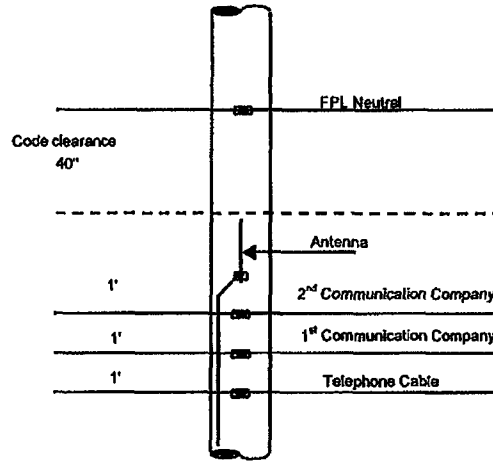 FPL Neutral
Code clearance
40"
Antenna
1'
2nd Communication Company
1'
1st Communication Company
1'
Telephone Cable